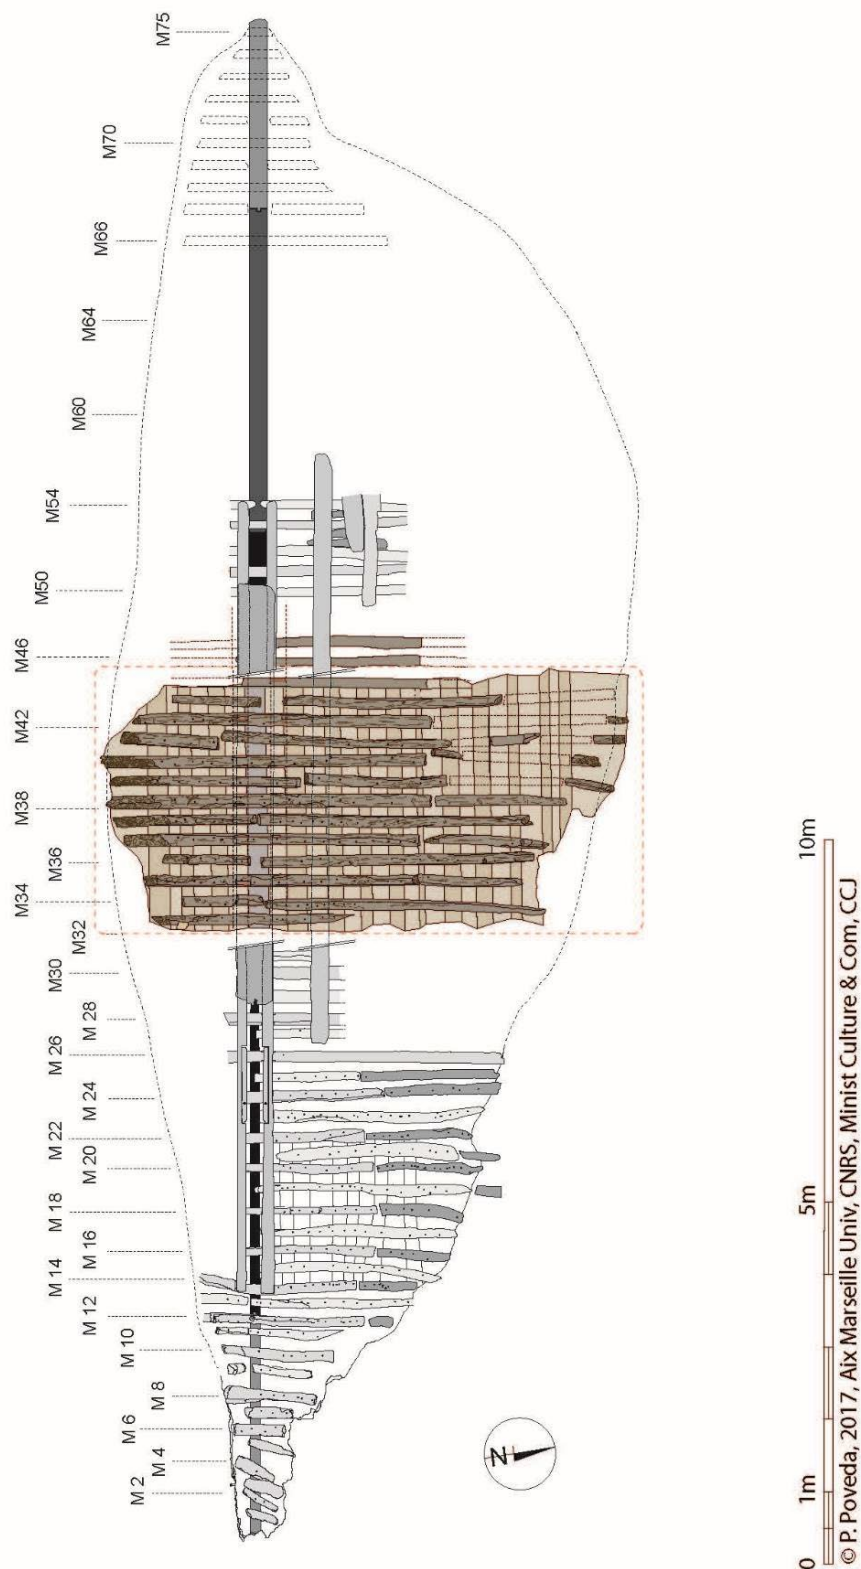 M75
M70
M66
M64
M60
M54
M50
M46
M42
M38
M36
M34
M32
M30
M 28
M 26
M 24
M 22
M 20
M 18
M 16
M 14
M 12
M 10
M 8
M 6
M 4
M 2
N
0
1m
5m
10m
© P. Poveda, 2017, Aix Marseille Univ, CNRS, Minist Culture & Com, CCJ